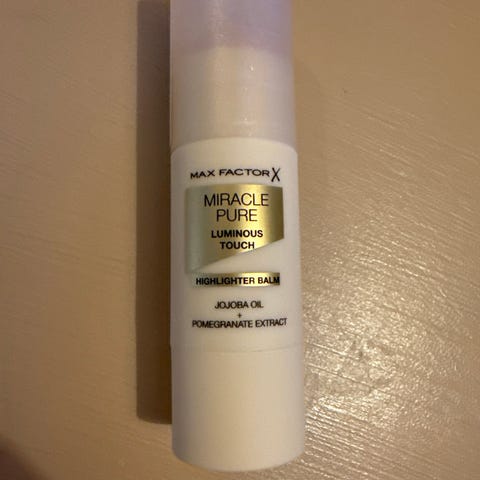 MAX FACTOR X
MIRACLE
PURE
LUMINOUS
TOUCH
HIGHLIGHTER BALM
JOJOBA OIL
+
POMEGRANATE EXTRACT